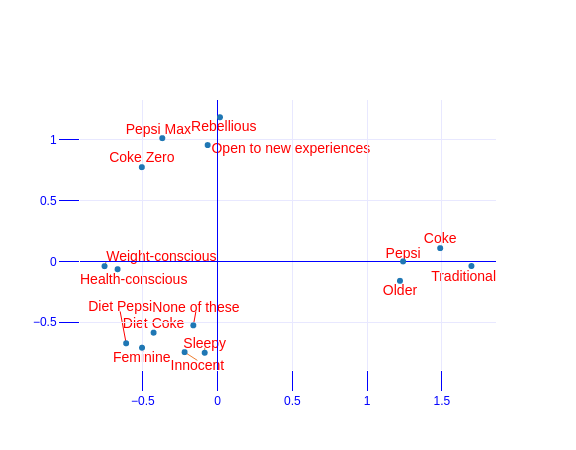 Pepsi Max
Rebellious
1
Open to new experiences
Coke Zero
0.5
Coke
Pepsi
Weight-conscious
0
Traditional
Health-conscious
Older
Diet Pepsi
None of these
Diet Coke
−0.5
Sleepy
Feminine
Innocent
−0.5
0
0.5
1
1.5